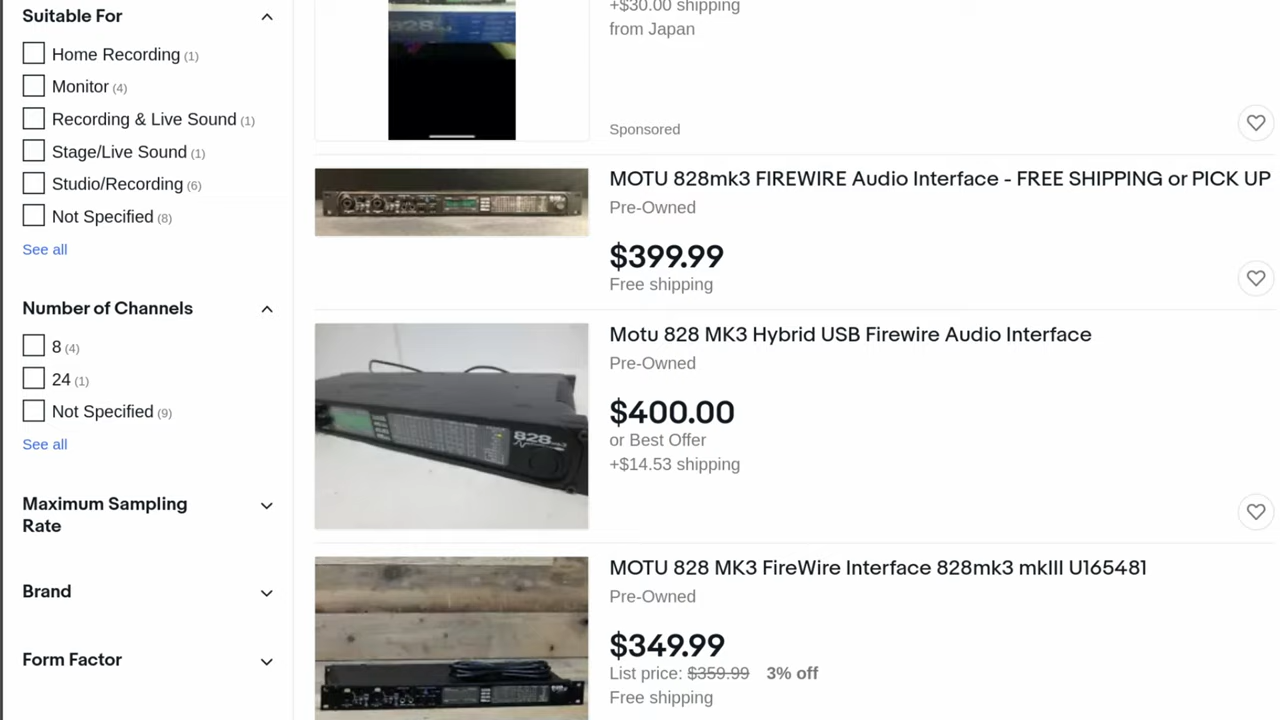 Suitable For
Home Recording (1)
Monitor (4)
Recording & Live Sound (1)
Stage/Live Sound (1)
Studio/Recording (6)
Not Specified (8)
See all
Number of Channels
8 (4)
24 (1)
Not Specified (9)
See all
Maximum Sampling
Rate
Brand
Form Factor
828
+$30.00 shipping
from Japan
Sponsored
MOTU 828mk3 FIREWIRE Audio Interface - FREE SHIPPING or PICK UP
Pre-Owned
$399.99
Free shipping
Motu 828 MK3 Hybrid USB Firewire Audio Interface
Pre-Owned
$400.00
or Best Offer
+$14.53 shipping
828mk3
MOTU 828 MK3 FireWire Interface 828mk3 mkIII U165481
Pre-Owned
$349.99
List price: $359.99 3% off
Free shipping